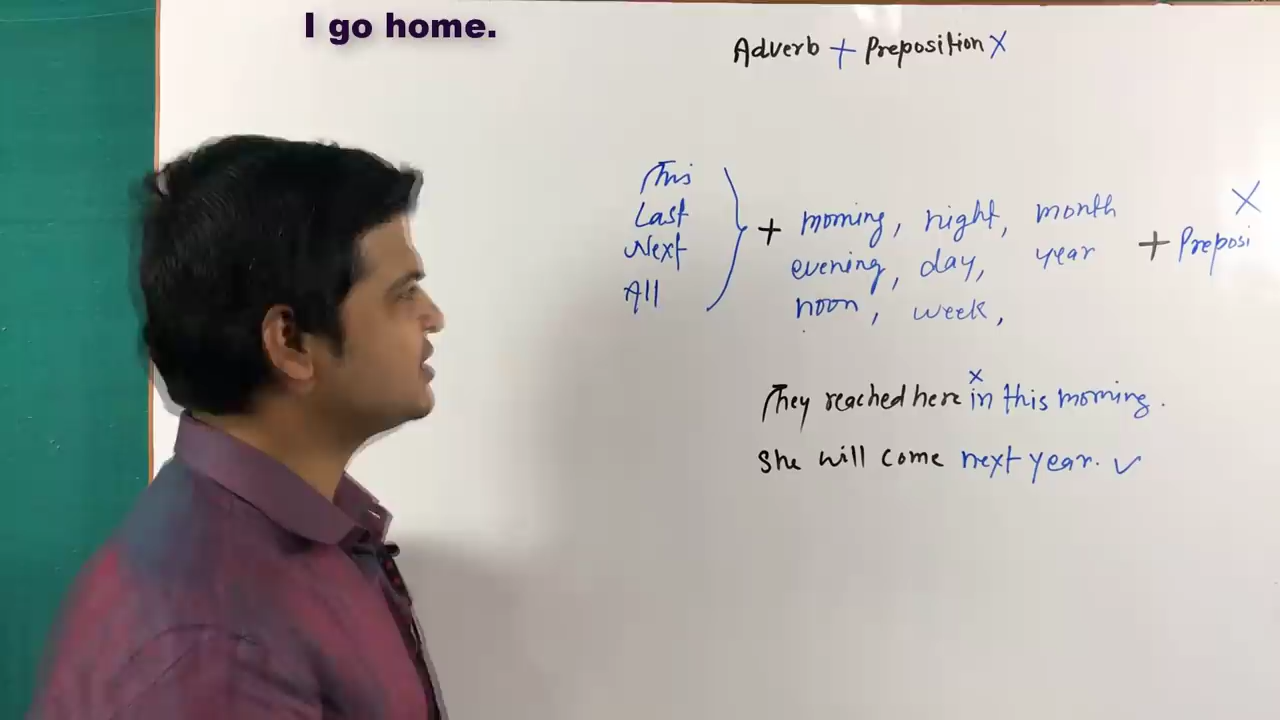 I go home.
Adverb + Preposition X
This
Last
Next
All
+ morning, night, month
evening, day, year
noon, week,
+ Preposi
X
They reached here in this morning.
X
She will come next year. ✓